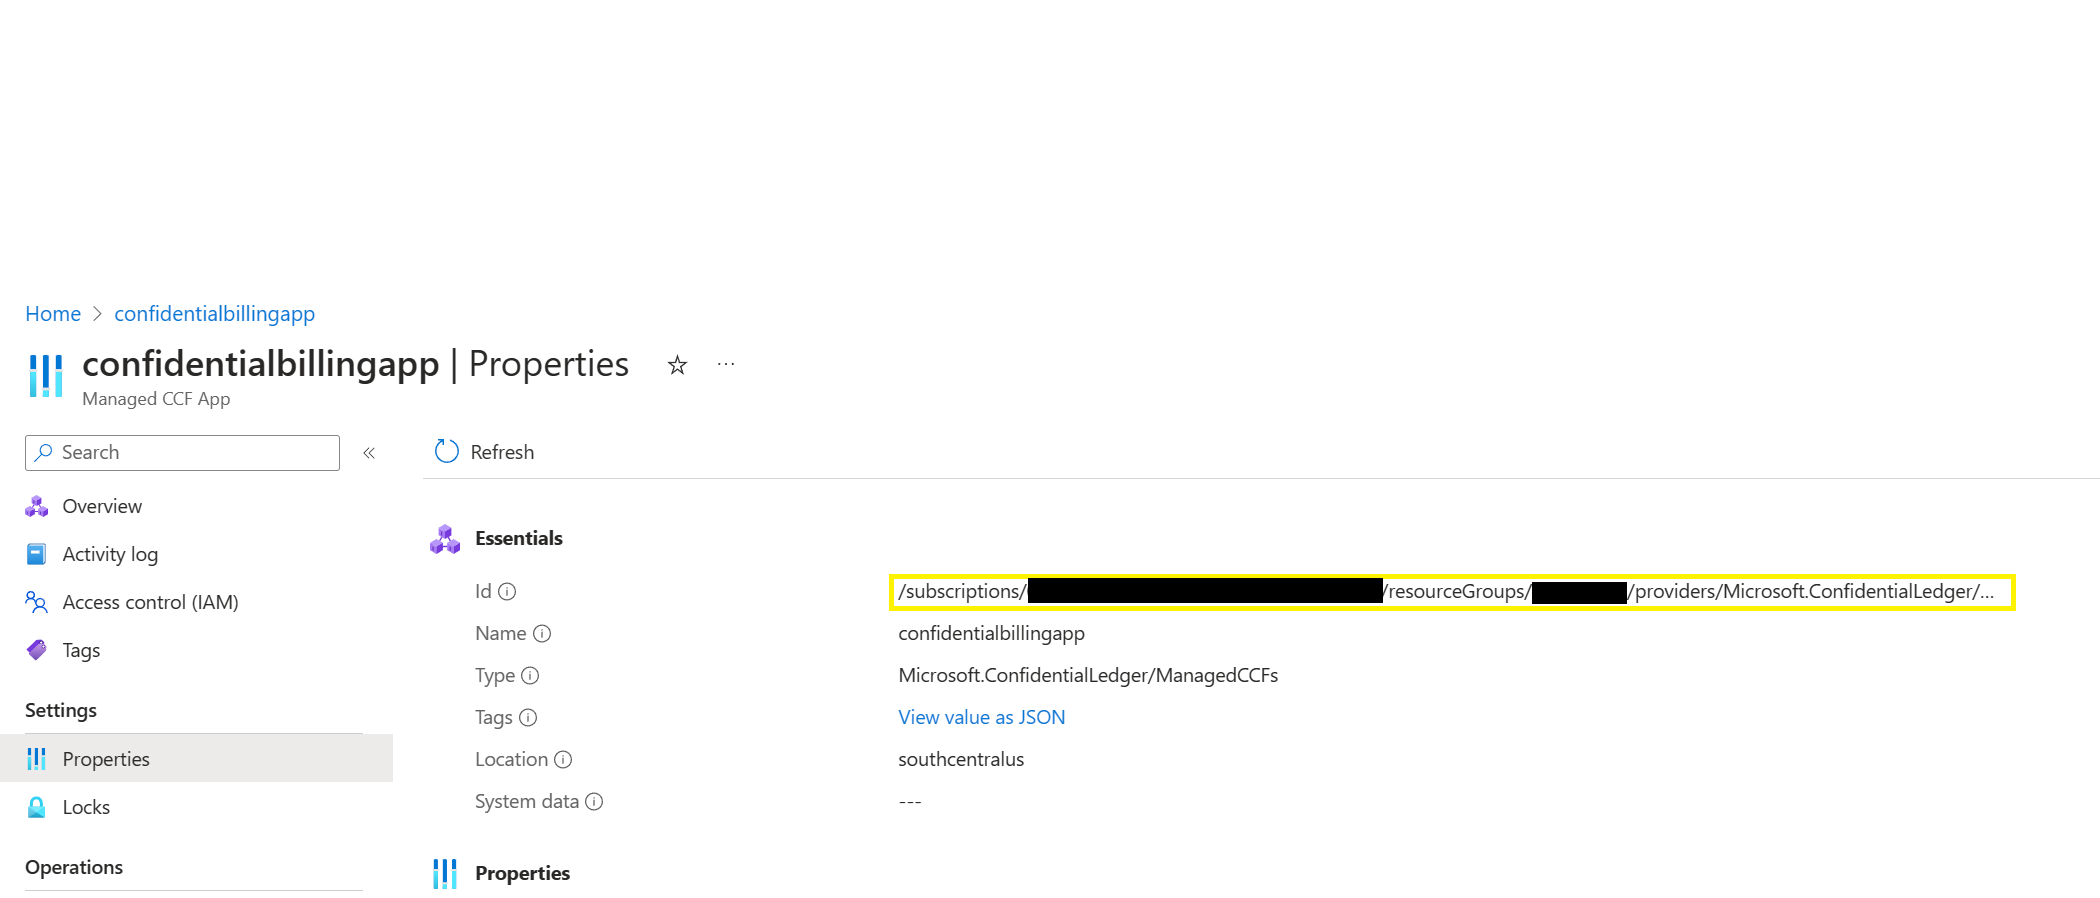 Home > confidentialbillingapp
confidentialbillingapp | Properties ☆ ...
Managed CCF App
Search «
Refresh
Overview
Activity log
Access control (IAM)
Tags
Settings
Properties
Locks
Operations
Essentials
Id /subscriptions/ /resourceGroups/ /providers/Microsoft.ConfidentialLedger/...
Name confidentialbillingapp
Type Microsoft.ConfidentialLedger/ManagedCCFs
Tags View value as JSON
Location southcentralus
System data ---
Properties